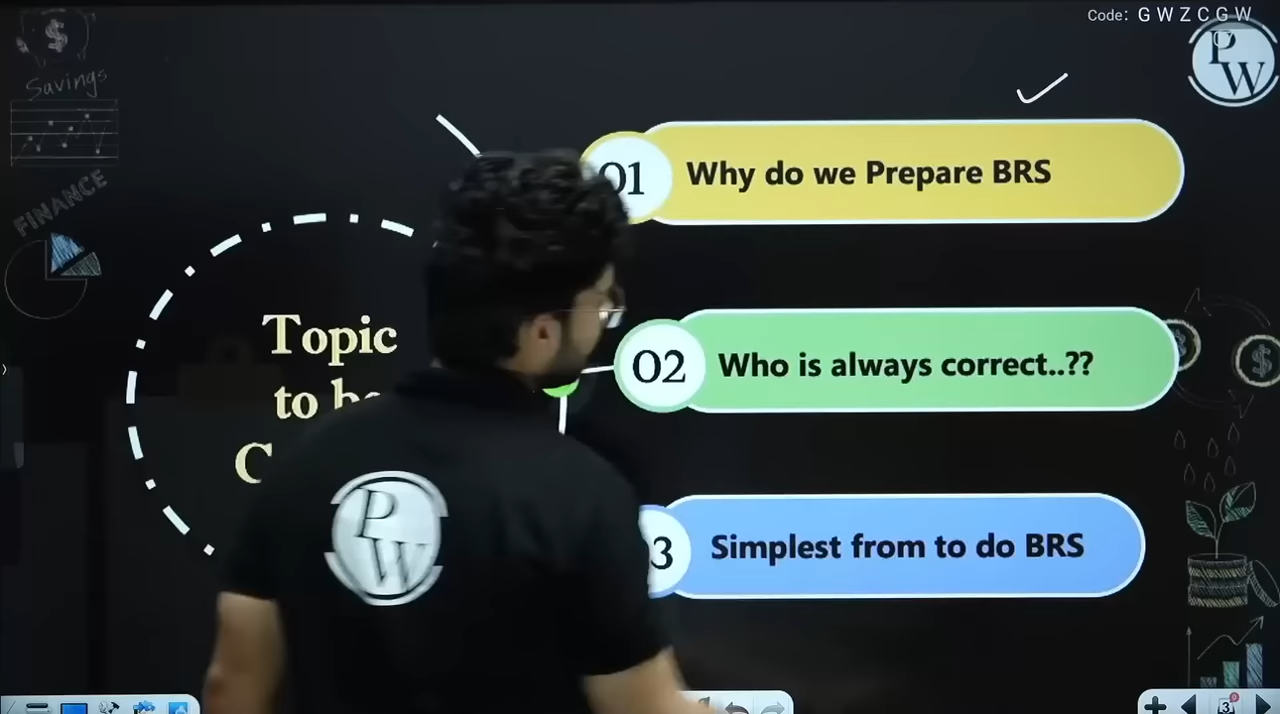 Code: G W Z C G W
P
W
Savings
FINANCE
Topic
to be
01
Why do we Prepare BRS
02
Who is always correct..??
3
Simplest from to do BRS
P
W
3